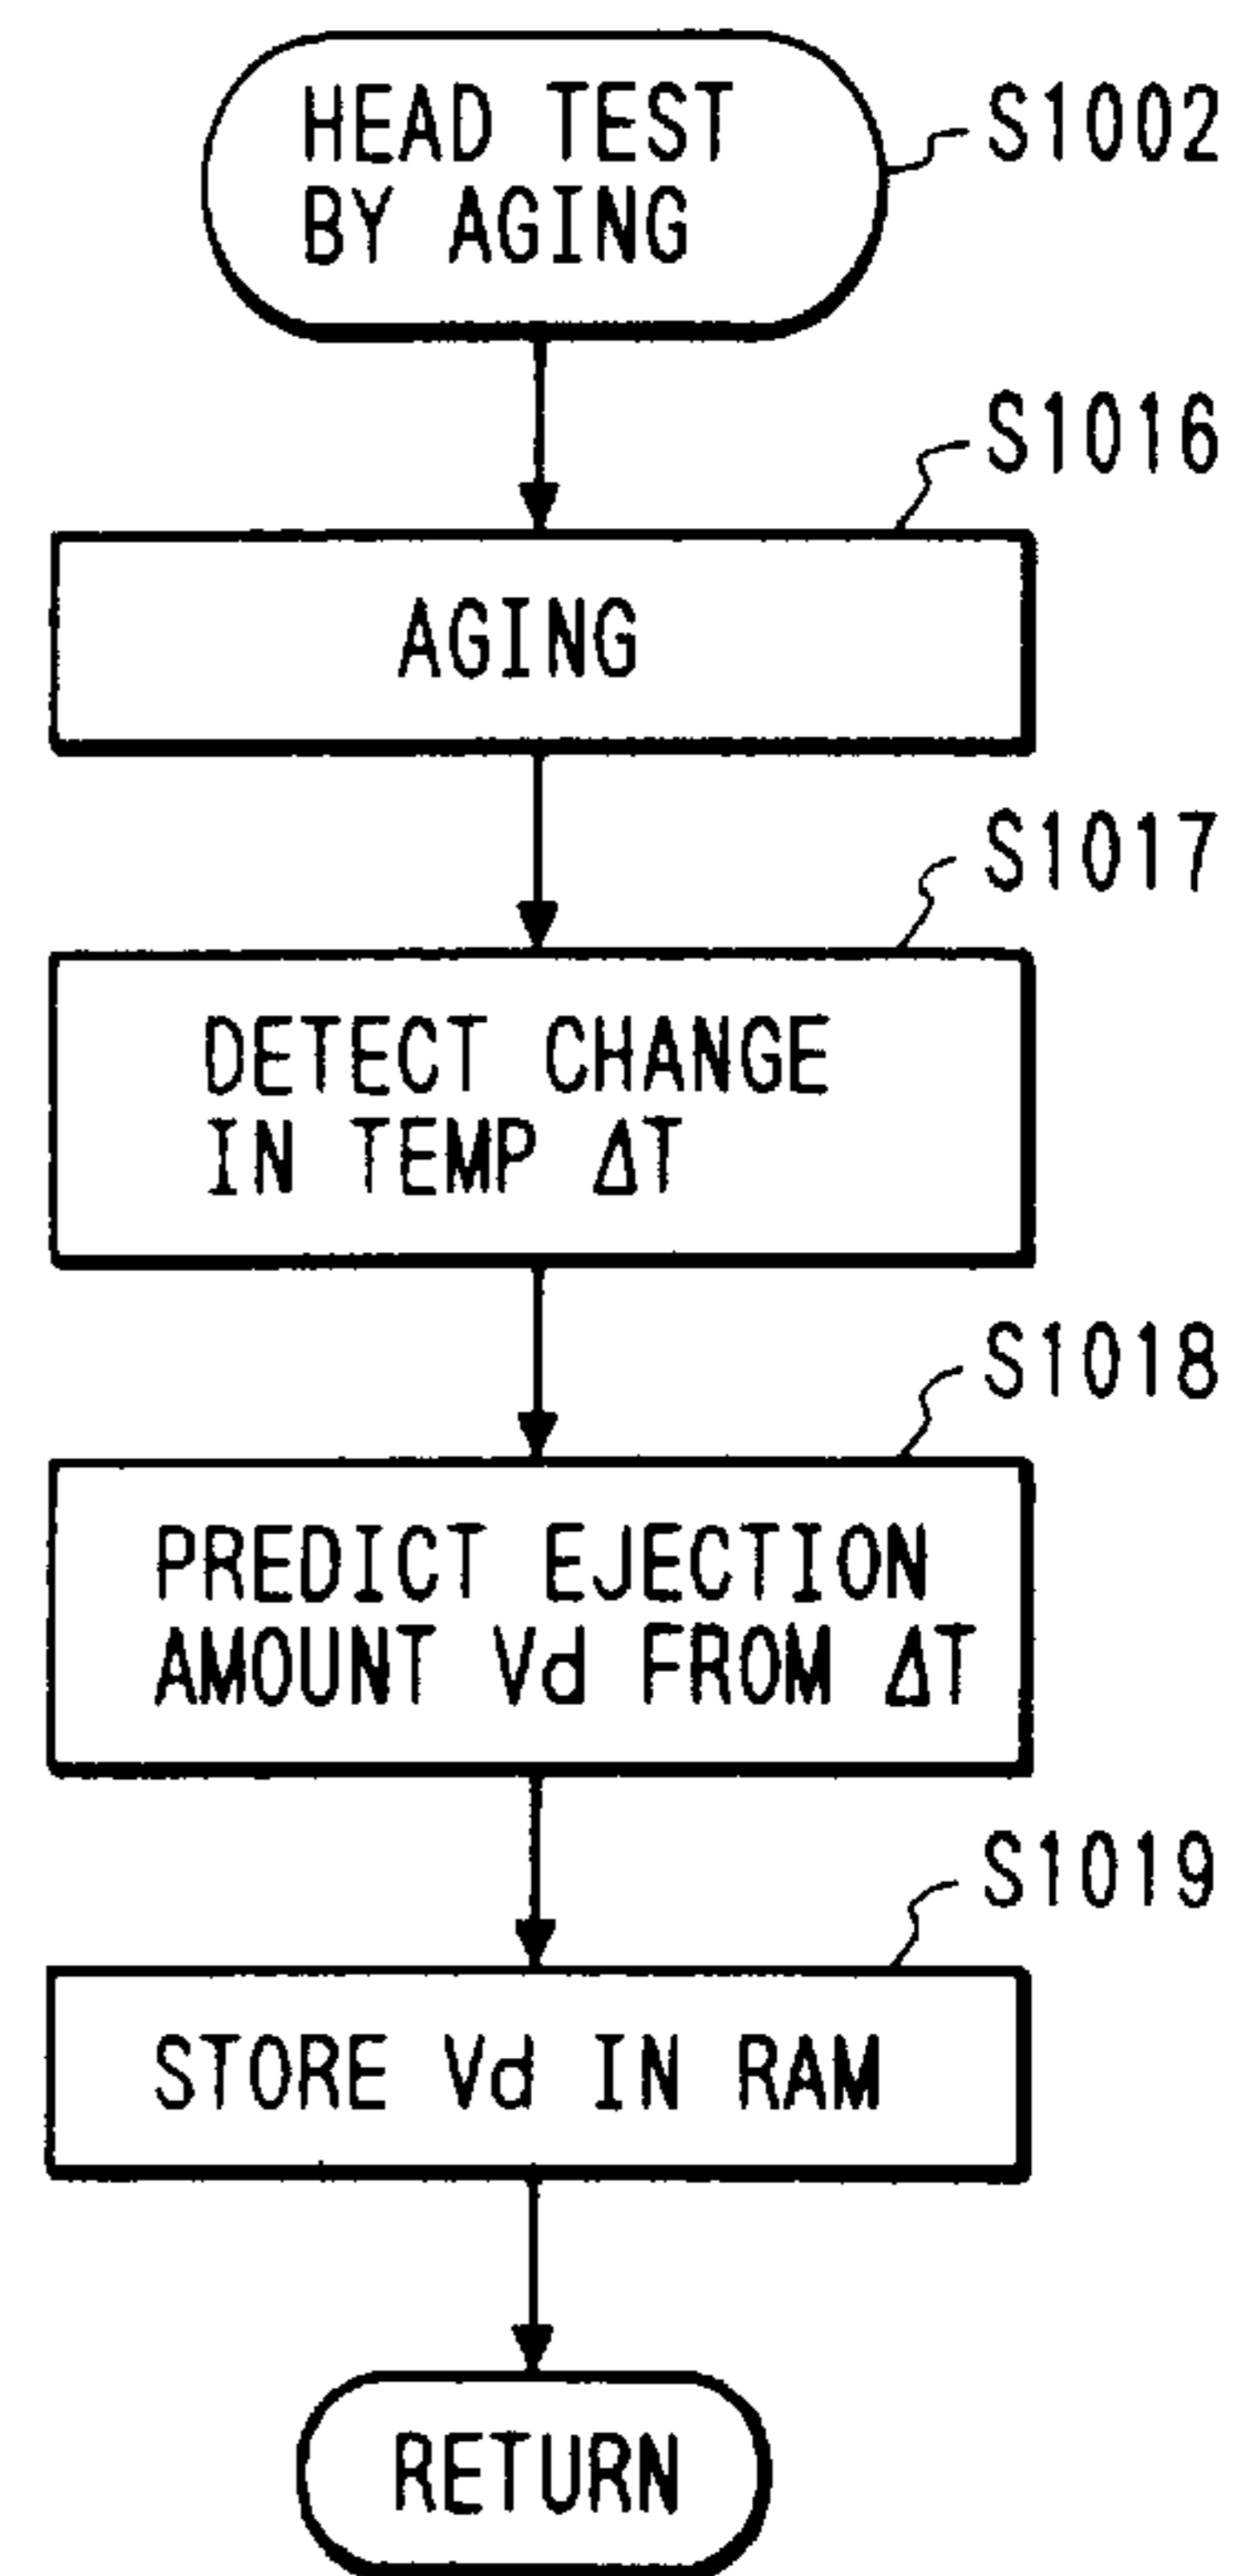 HEAD TEST
BY AGING
S1002
S1016
AGING
S1017
DETECT CHANGE
IN TEMP ΔT
S1018
PREDICT EJECTION
AMOUNT Vd FROM ΔT
S1019
STORE Vd IN RAM
RETURN